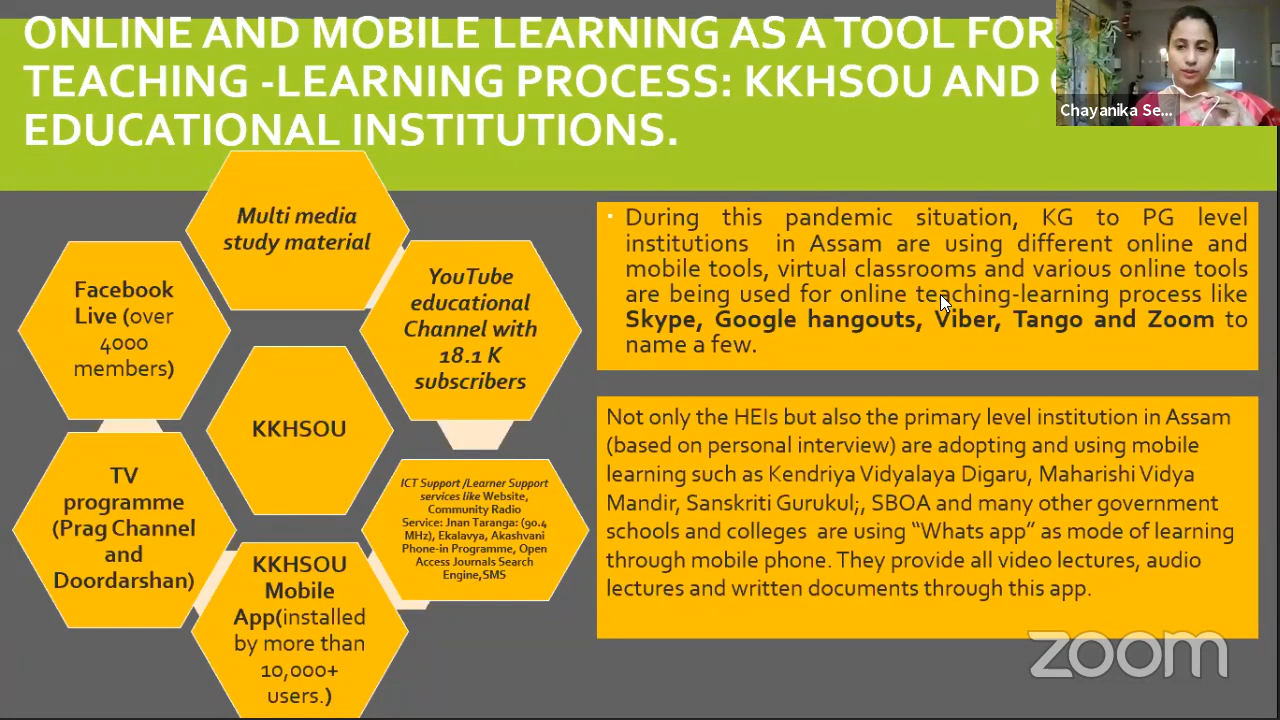 ONLINE AND MOBILE LEARNING AS A TOOL FOR
TEACHING -LEARNING PROCESS: KKHSOU AND
EDUCATIONAL INSTITUTIONS.
Chayanika Se...
Multi media
study material
Facebook
Live (over
4000
members)
YouTube
educational
Channel with
18.1 K
subscribers
KKHSOU
TV
programme
(Prag Channel
and
Doordarshan)
ICT Support /Learner Support
services like Website,
Community Radio
Service: Jnan Taranga: (90.4
MHz), Ekalavya, Akashvani
Phone-in Programme, Open
Access Journals Search
Engine,SMS
KKHSOU
Mobile
App(installed
by more than
10,000+
users.)
During this pandemic situation, KG to PG level
institutions in Assam are using different online and
mobile tools, virtual classrooms and various online tools
are being used for online teaching-learning process like
Skype, Google hangouts, Viber, Tango and Zoom to
name a few.
Not only the HEIs but also the primary level institution in Assam
(based on personal interview) are adopting and using mobile
learning such as Kendriya Vidyalaya Digaru, Maharishi Vidya
Mandir, Sanskriti Gurukul;, SBOA and many other government
schools and colleges are using “Whats app” as mode of learning
through mobile phone. They provide all video lectures, audio
lectures and written documents through this app.
zoom